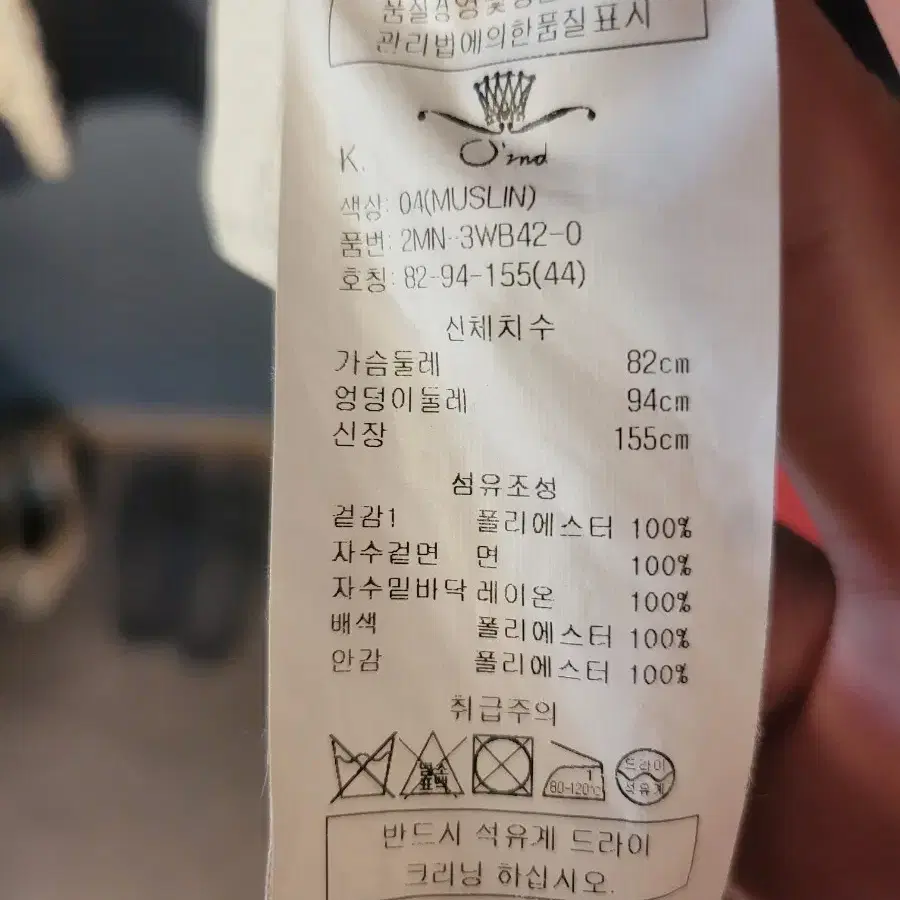 품질경영및
관리법에의한품질표시
K.
O'2nd
색상: 04(MUSLIN)
품번: 2MN-3WB42-0
호칭: 82-94-155(44)
신체치수
가슴둘레 82cm
엉덩이둘레 94cm
신장 155cm
섬유조성
겉감1 폴리에스터 100%
자수겉면 면 100%
자수밑바닥 레이온 100%
배색 폴리에스터 100%
안감 폴리에스터 100%
취급주의
염소
표백
1
80-120℃
드라이
석유계
반드시 석유계 드라이
크리닝 하십시오.